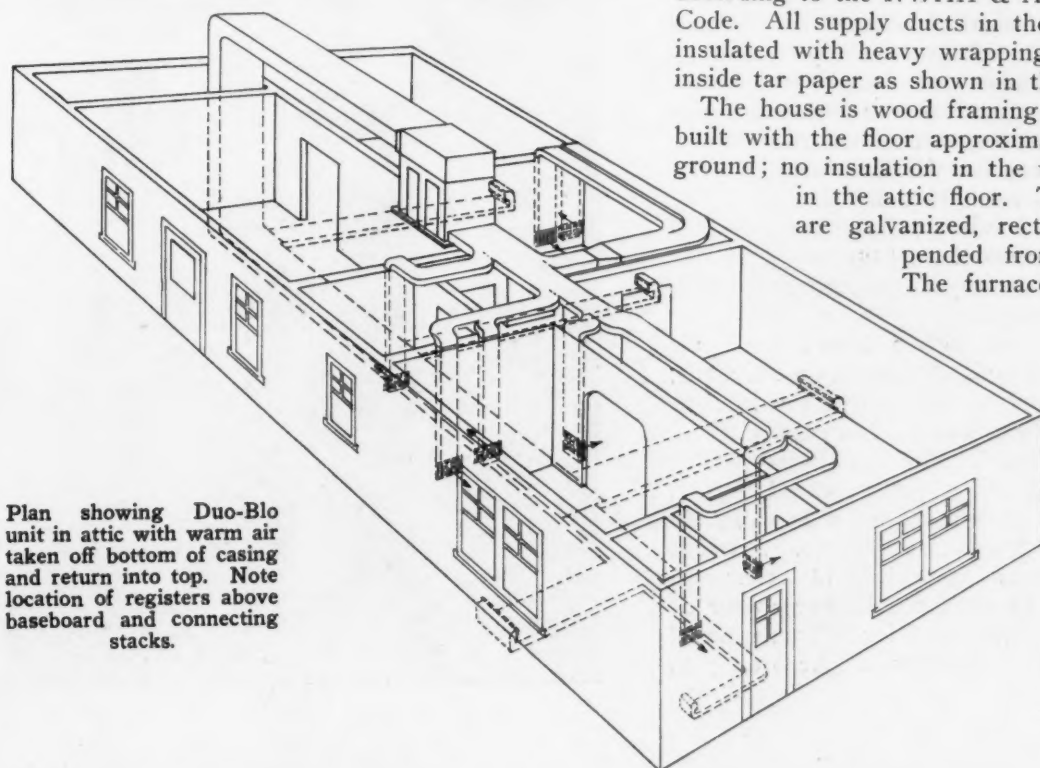 Code. All supply ducts in the
insulated with heavy wrapping
inside tar paper as shown in t
The house is wood framing
built with the floor approxim
ground; no insulation in the
in the attic floor.
are galvanized, rect
pended fro
The furnac
Plan showing Duo-Blo
unit in attic with warm air
taken off bottom of casing
and return into top. Note
location of registers above
baseboard and connecting
stacks.